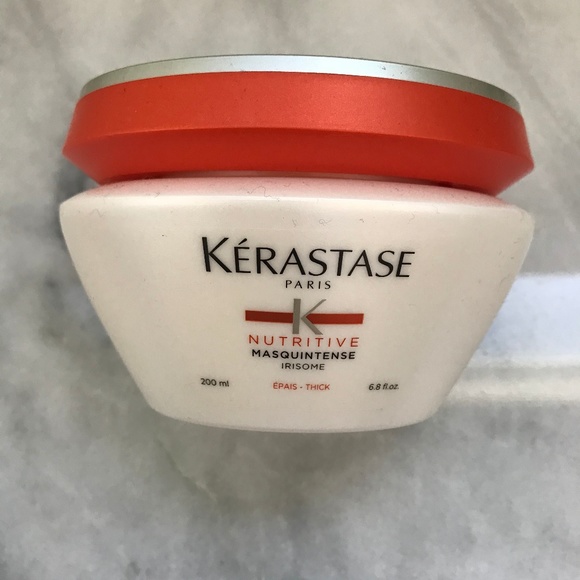 KÉRASTASE
PARIS
K
NUTRITIVE
MASQUINTENSE
IRISOME
200 ml ÉPAIS - THICK 6.8 fl.oz.